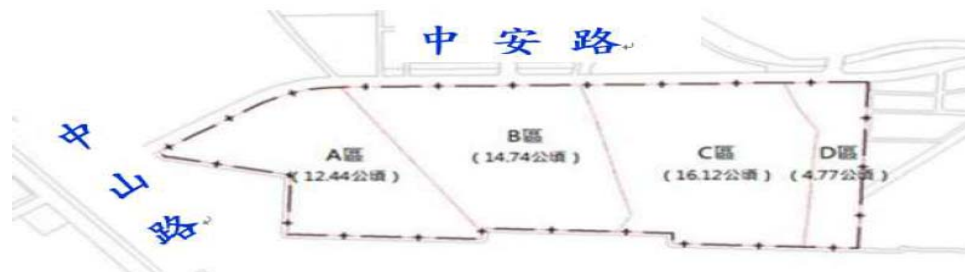 中安路
中山路
A區
(12.44公頃)
B區
(14.74公頃)
C區
(16.12公頃)
D區
(4.77公頃)